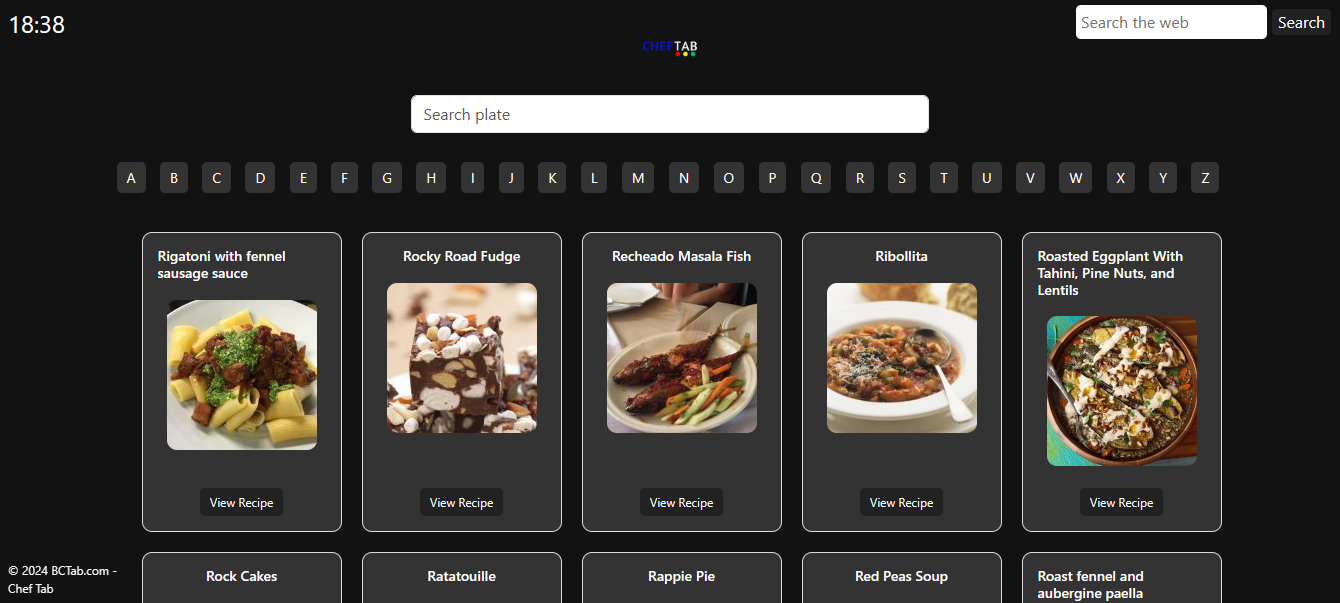 18:38
Search the web
Search
CHEFTAB
Search plate
A B C D E F G H I J K L M N O P Q R S T U V W X Y Z
Rigatoni with fennel
sausage sauce
Rocky Road Fudge
Recheado Masala Fish
Ribollita
Roasted Eggplant With
Tahini, Pine Nuts, and
Lentils
View Recipe
View Recipe
View Recipe
View Recipe
View Recipe
Rock Cakes
Ratatouille
Rappie Pie
Red Peas Soup
Roast fennel and
aubergine paella
© 2024 BCTab.com -
Chef Tab